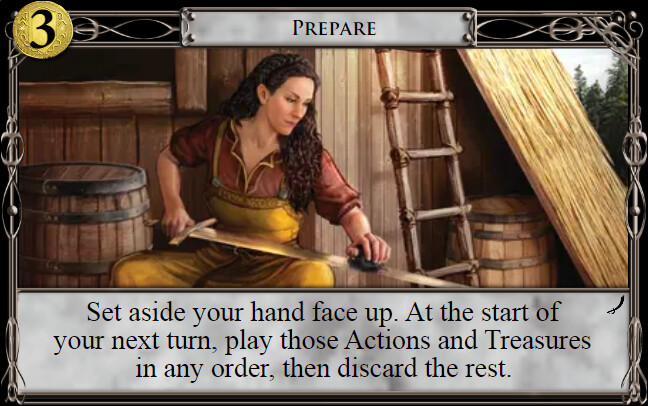 3
Prepare
Set aside your hand face up. At the start of
your next turn, play those Actions and Treasures
in any order, then discard the rest.